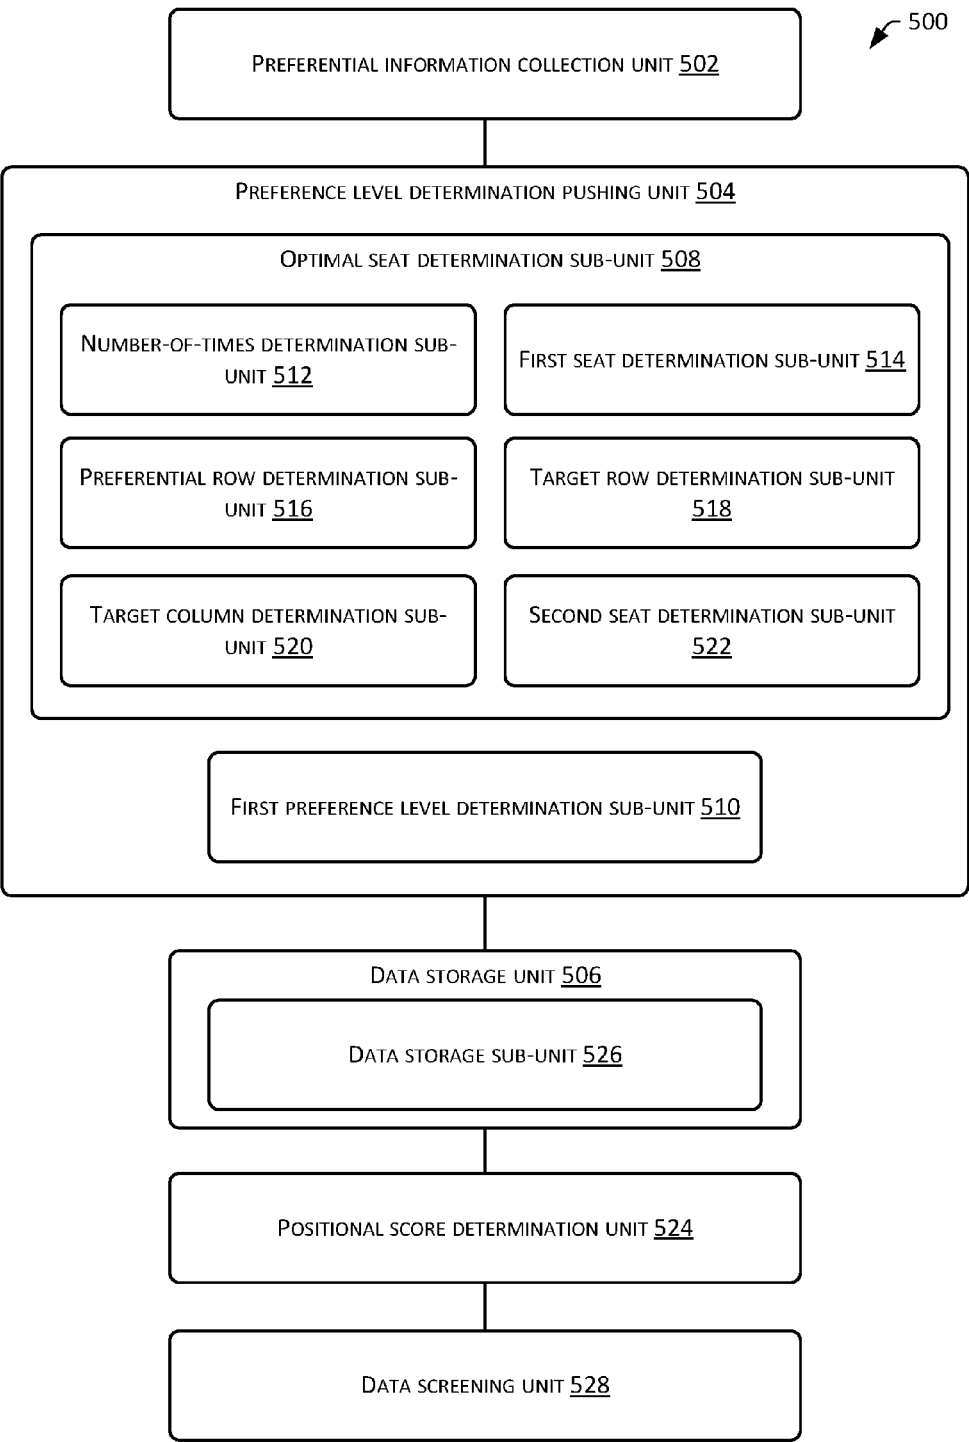 500
Preferential information collection unit 502
Preference level determination pushing unit 504
Optimal seat determination sub-unit 508
Number-of-times determination sub-
unit 512
First seat determination sub-unit 514
Preferential row determination sub-
unit 516
Target row determination sub-unit
518
Target column determination sub-
unit 520
Second seat determination sub-unit
522
First preference level determination sub-unit 510
Data storage unit 506
Data storage sub-unit 526
Positional score determination unit 524
Data screening unit 528